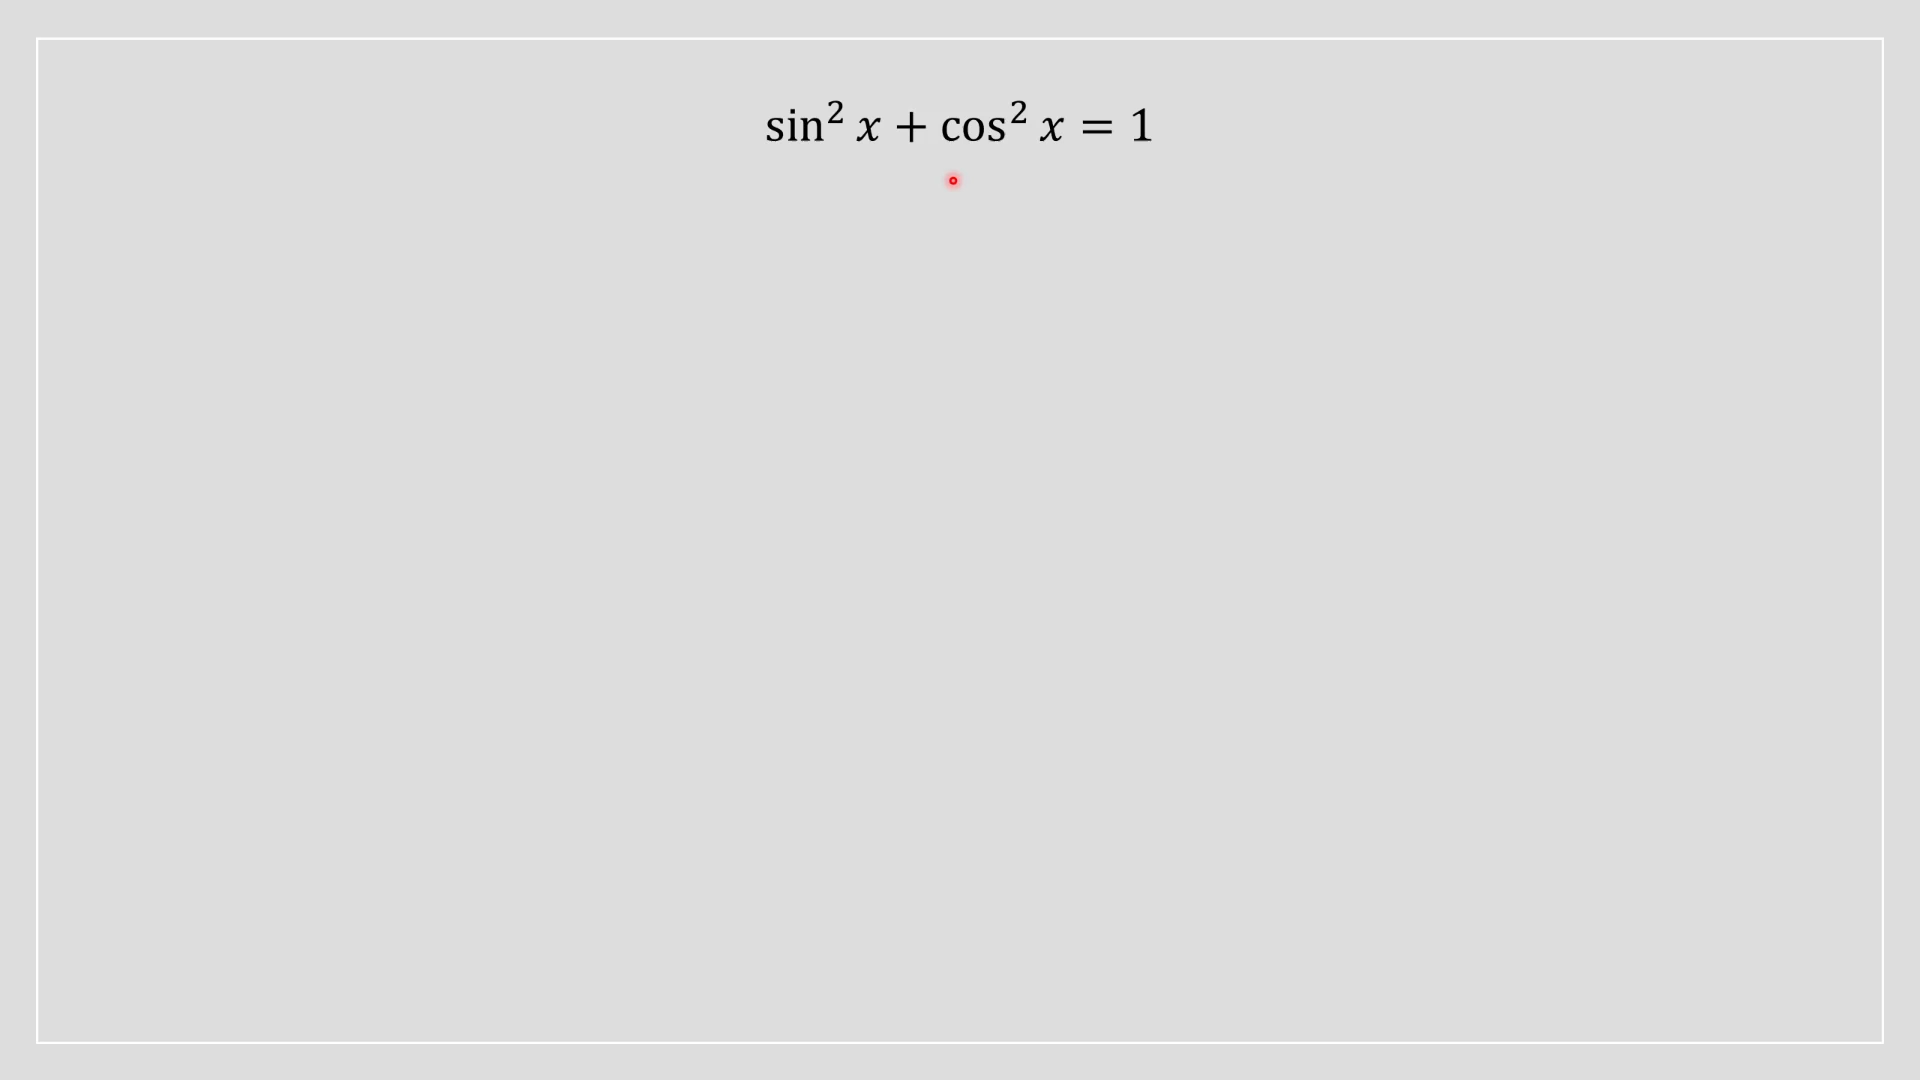 sin² x + cos² x = 1